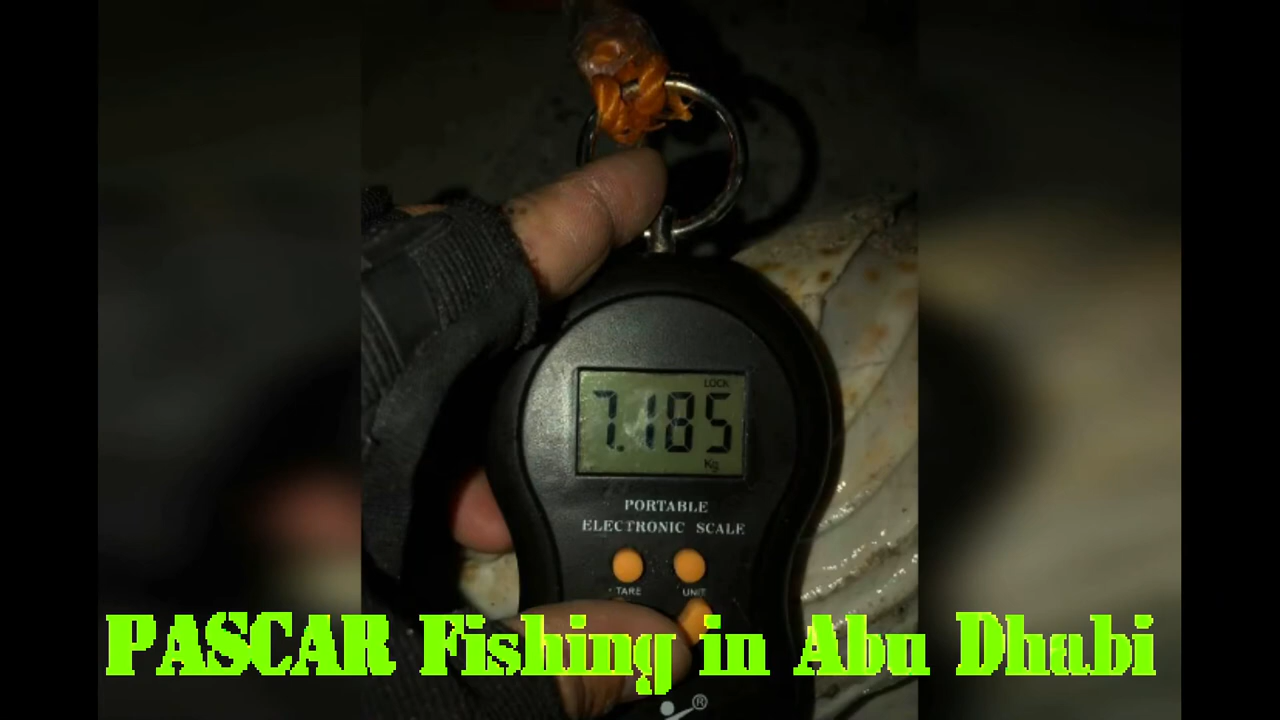 LOCK
7.185
Kg
PORTABLE
ELECTRONIC SCALE
TARE UNIT
PASCAR Fishing in Abu Dhabi
®